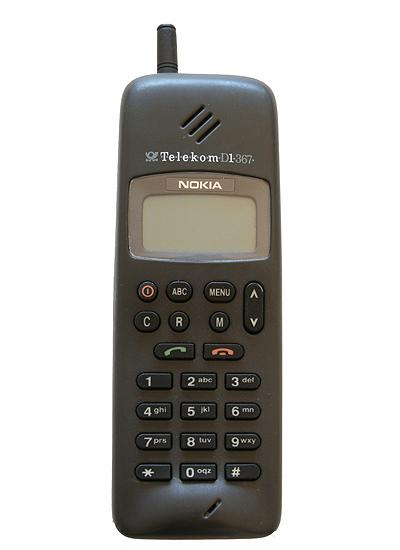 Telekom D1·367·
NOKIA
ABC MENU
C R M
1 2 abc 3 def
4 ghi 5 jkl 6 mn
7 prs 8 tuv 9 wxy
* 0 oqz #